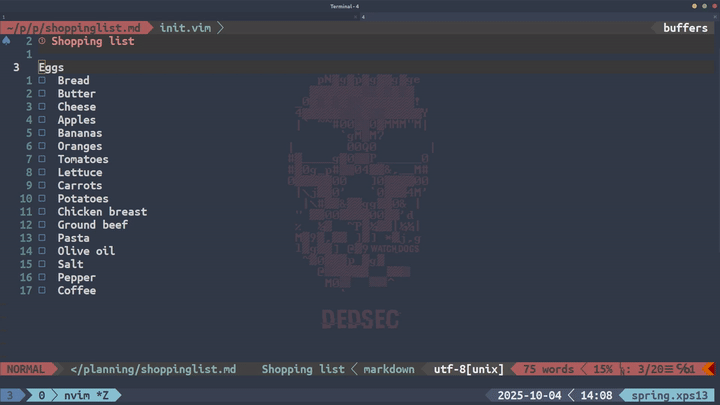 Terminal - 4
1 4
~/p/p/shoppinglist.md init.vim buffers
2 Shopping list
1
3 Eggs
1 Bread
2 Butter
3 Cheese
4 Apples
5 Bananas
6 Oranges
7 Tomatoes
8 Lettuce
9 Carrots
10 Potatoes
11 Chicken breast
12 Ground beef
13 Pasta
14 Olive oil
15 Salt
16 Pepper
17 Coffee
WATCH_DOGS
DEDSEC
NORMAL </planning/shoppinglist.md Shopping list markdown utf-8[unix] 75 words 15% : 3/20 1
3 0 nvim *Z 2025-10-04 14:08 spring.xps13